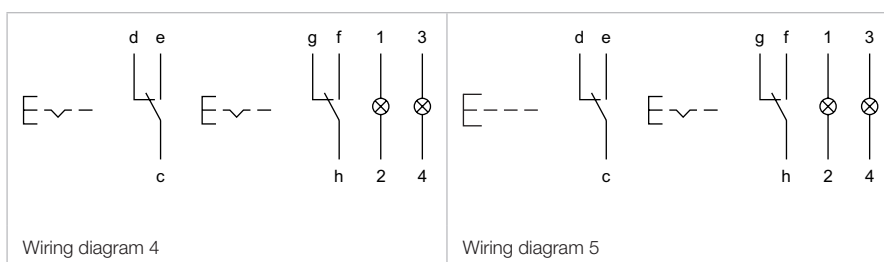 d e g f 1 3
c h 2 4
Wiring diagram 4
d e g f 1 3
c h 2 4
Wiring diagram 5